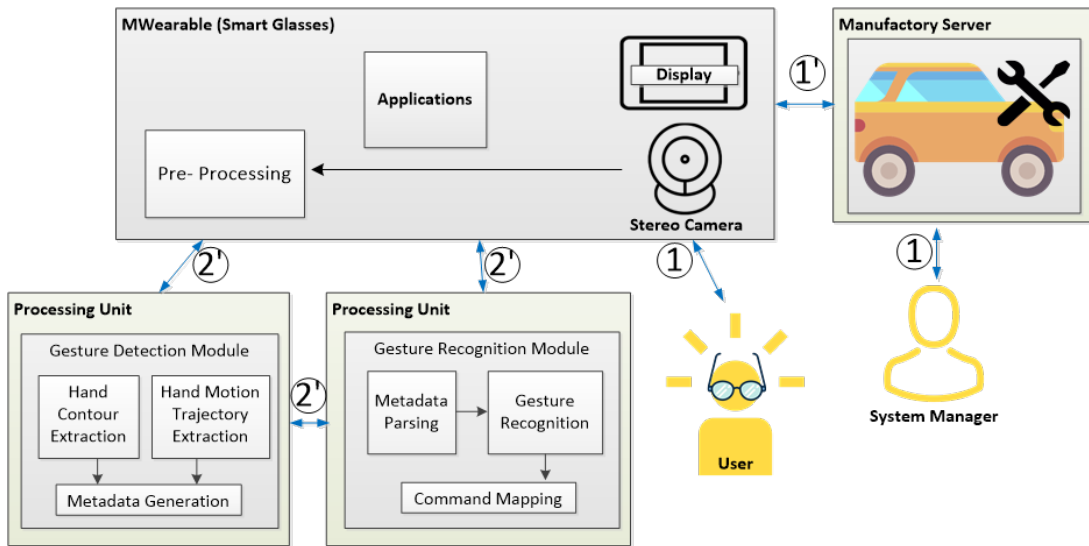 MWearable (Smart Glasses)
Display
Applications
Pre- Processing
Stereo Camera
1'
Manufactory Server
2'
2'
1
1
Processing Unit
Gesture Detection Module
Hand
Contour
Extraction
Hand Motion
Trajectory
Extraction
Metadata Generation
2'
Processing Unit
Gesture Recognition Module
Metadata
Parsing
Gesture
Recognition
Command Mapping
User
System Manager